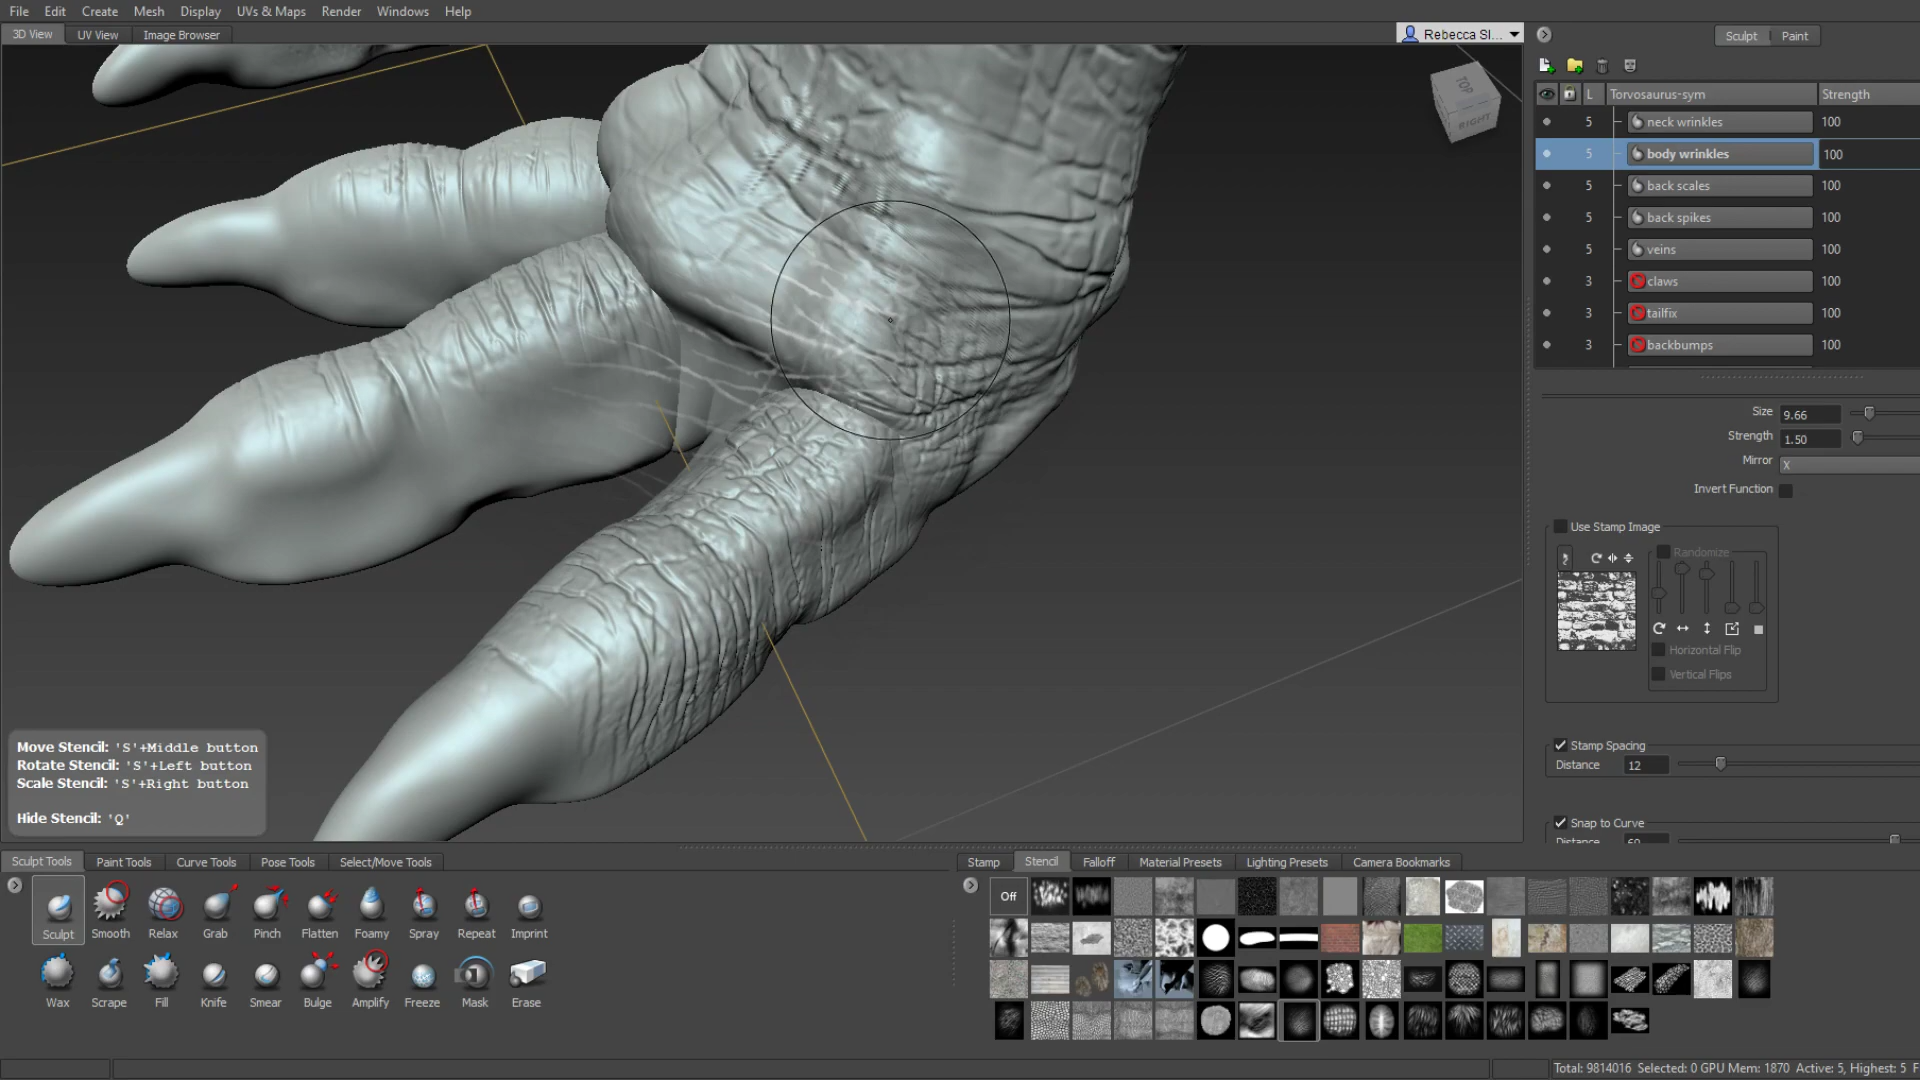 File Edit Create Mesh Display UVs & Maps Render Windows Help
3D View UV View Image Browser
Rebecca Sl...
Sculpt Paint
TOP
RIGHT
L Torvosaurus-sym Strength
5 neck wrinkles 100
5 body wrinkles 100
5 back scales 100
5 back spikes 100
5 veins 100
3 claws 100
3 tailfix 100
3 backbumps 100
Size 9.66
Strength 1.50
Mirror X
Invert Function
Use Stamp Image
Randomize
Horizontal Flip
Vertical Flips
Stamp Spacing
Distance 12
Snap to Curve
Distance 60
Move Stencil: 'S'+Middle button
Rotate Stencil: 'S'+Left button
Scale Stencil: 'S'+Right button
Hide Stencil: 'Q'
Sculpt Tools Paint Tools Curve Tools Pose Tools Select/Move Tools
Stamp Stencil Falloff Material Presets Lighting Presets Camera Bookmarks
Off
Sculpt Smooth Relax Grab Pinch Flatten Foamy Spray Repeat Imprint
Wax Scrape Fill Knife Smear Bulge Amplify Freeze Mask Erase
Total: 9814016 Selected: 0 GPU Mem: 1870 Active: 5, Highest: 5 F